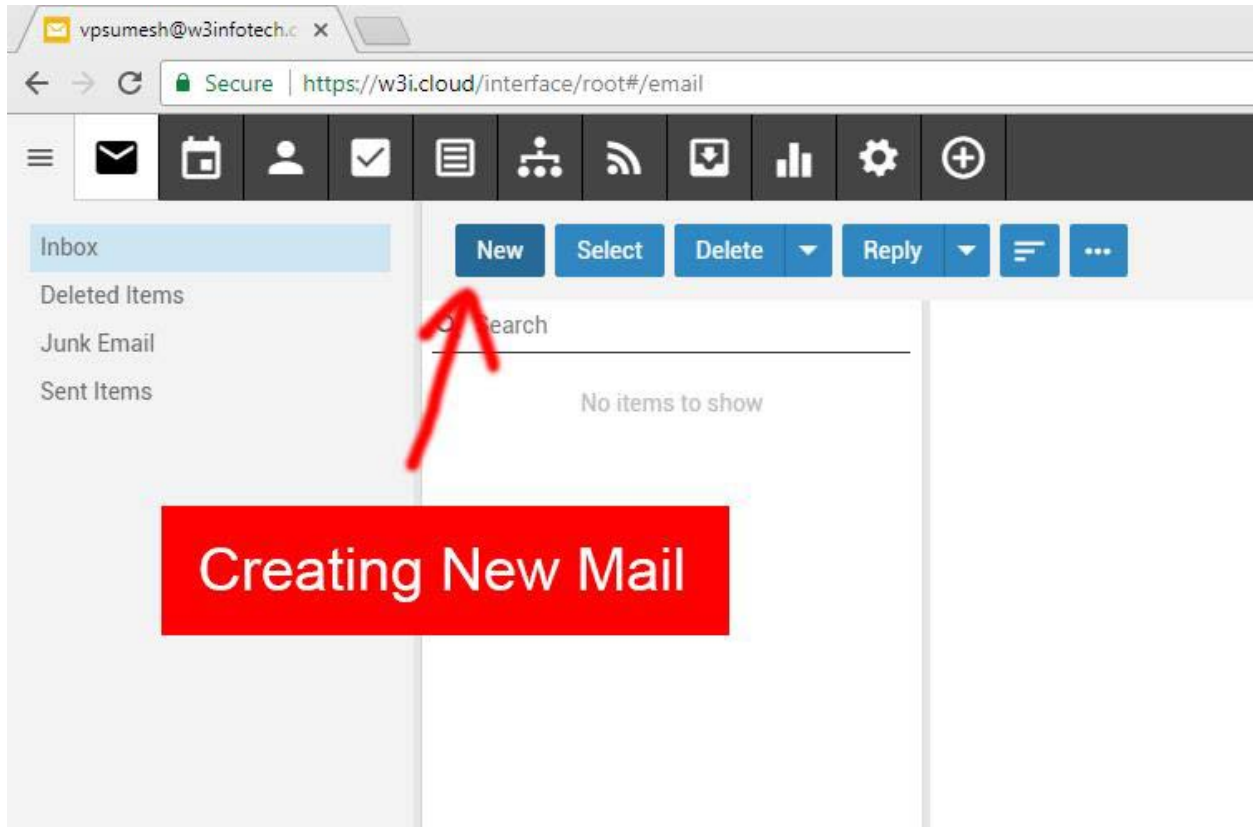 vpsumesh@w3infotech.c
Secure https://w3i.cloud/interface/root#/email
Inbox
Deleted Items
Junk Email
Sent Items
New Select Delete Reply
Search
No items to show
Creating New Mail